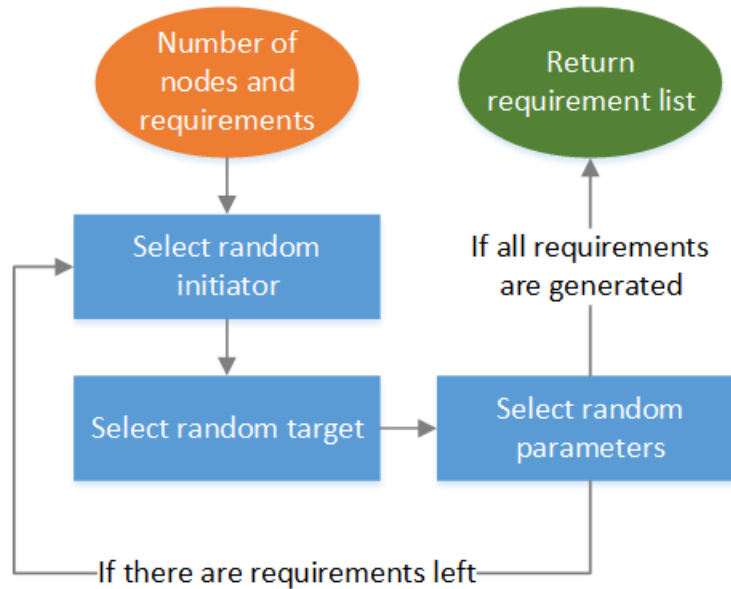 Number of
nodes and
requirements
Return
requirement list
Select random
initiator
If all requirements
are generated
Select random target
Select random
parameters
If there are requirements left